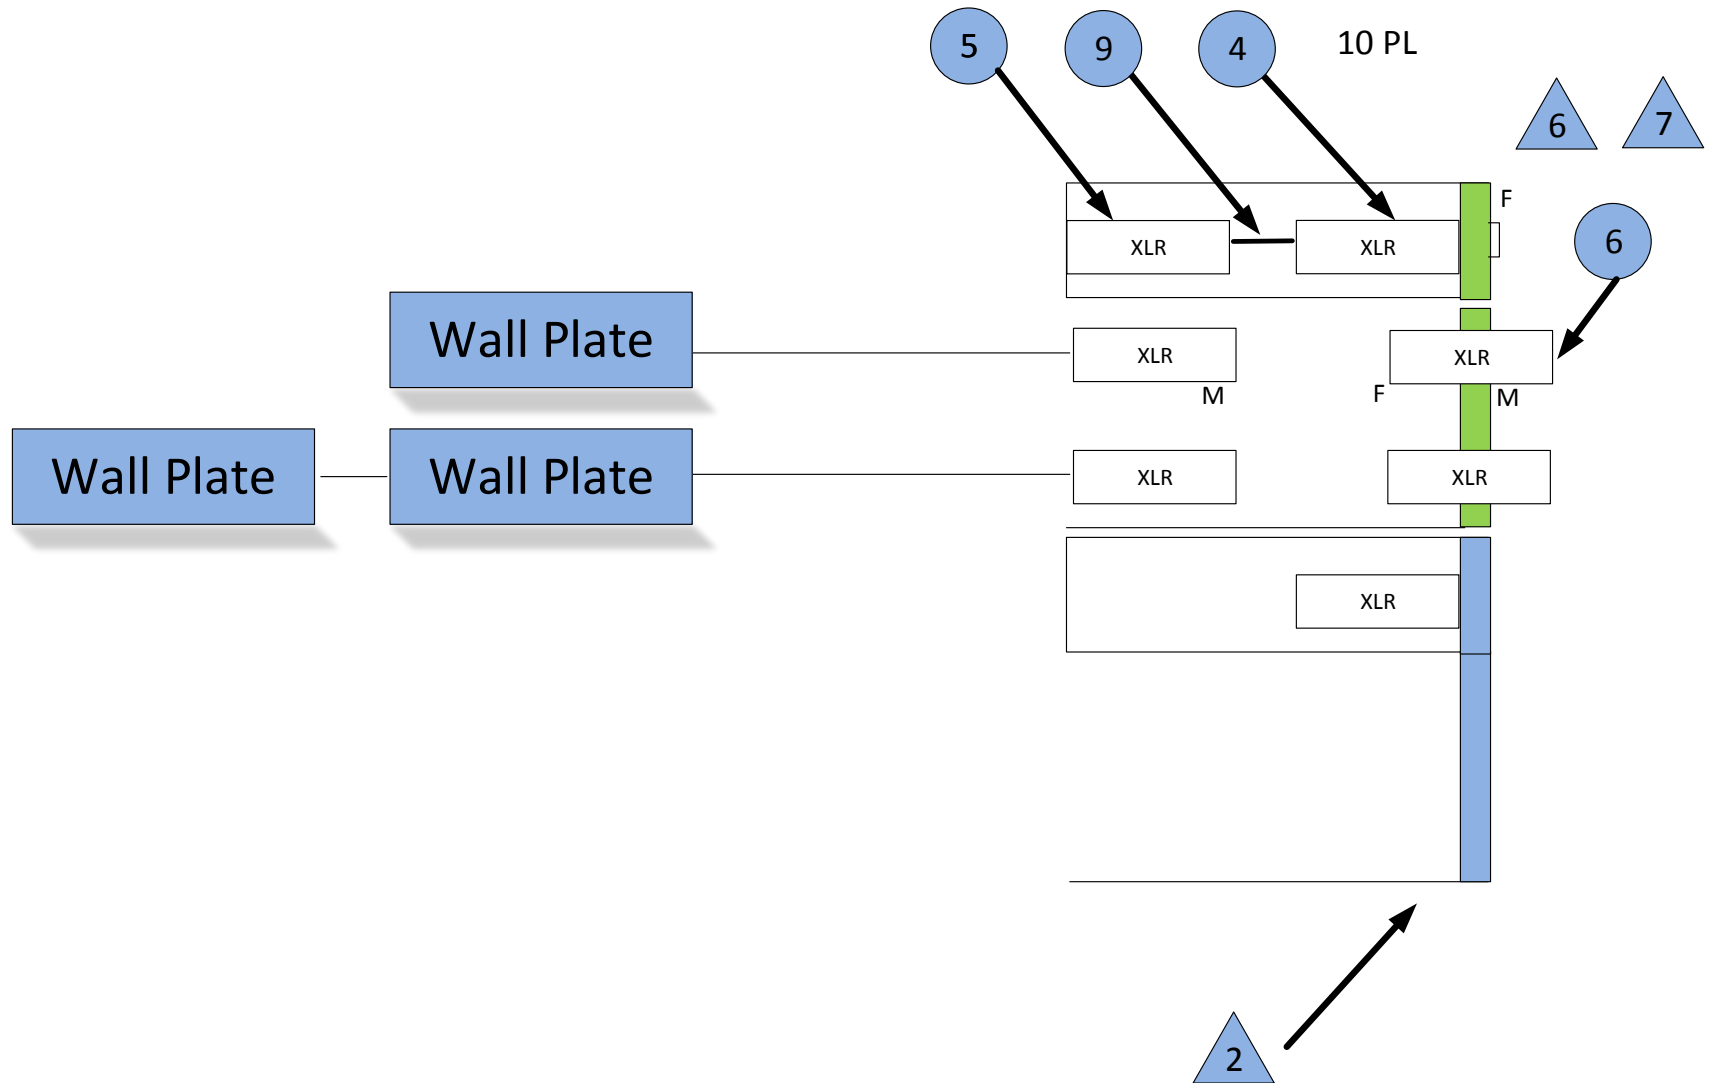 5
9
4
10 PL
6
7
F
XLR
XLR
6
Wall Plate
XLR
XLR
M
F
M
Wall Plate
Wall Plate
XLR
XLR
XLR
2